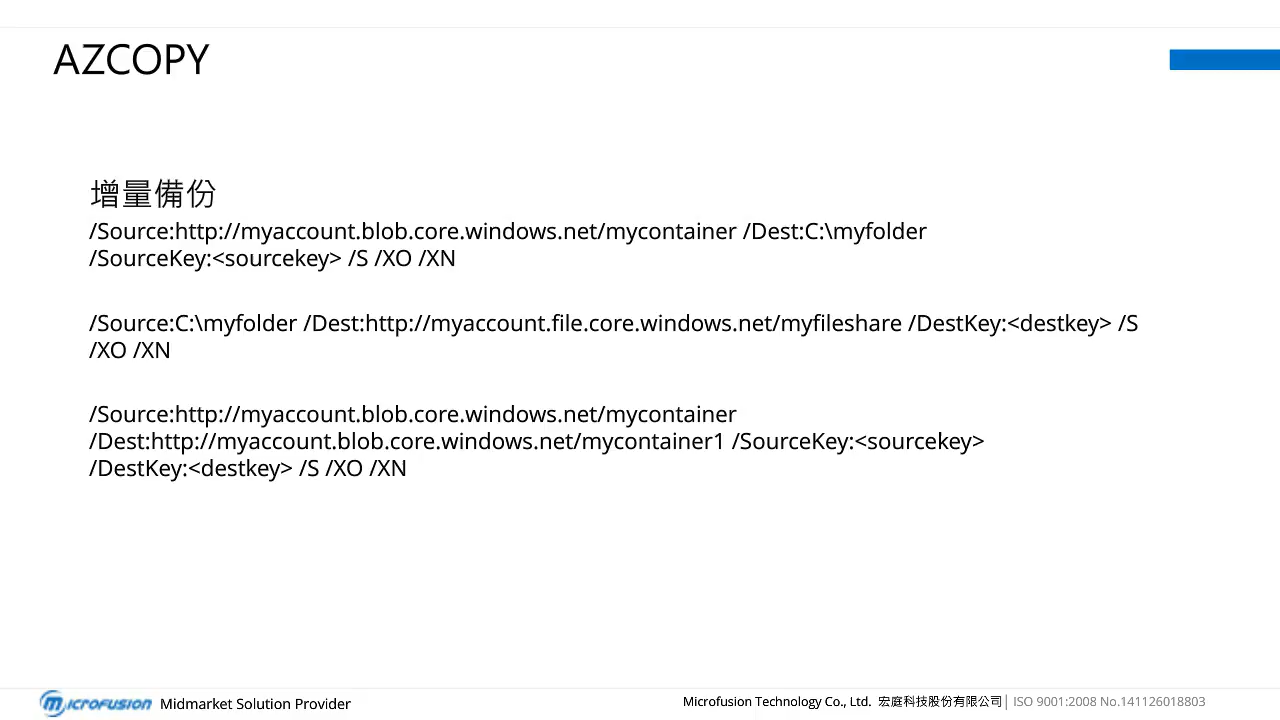 AZCOPY
增量備份
/Source:http://myaccount.blob.core.windows.net/mycontainer /Dest:C:\myfolder
/SourceKey:<sourcekey> /S /XO /XN
/Source:C:\myfolder /Dest:http://myaccount.file.core.windows.net/myfileshare /DestKey:<destkey> /S
/XO /XN
/Source:http://myaccount.blob.core.windows.net/mycontainer
/Dest:http://myaccount.blob.core.windows.net/mycontainer1 /SourceKey:<sourcekey>
/DestKey:<destkey> /S /XO /XN
Microfusion Midmarket Solution Provider
Microfusion Technology Co., Ltd. 宏庭科技股份有限公司| ISO 9001:2008 No.141126018803